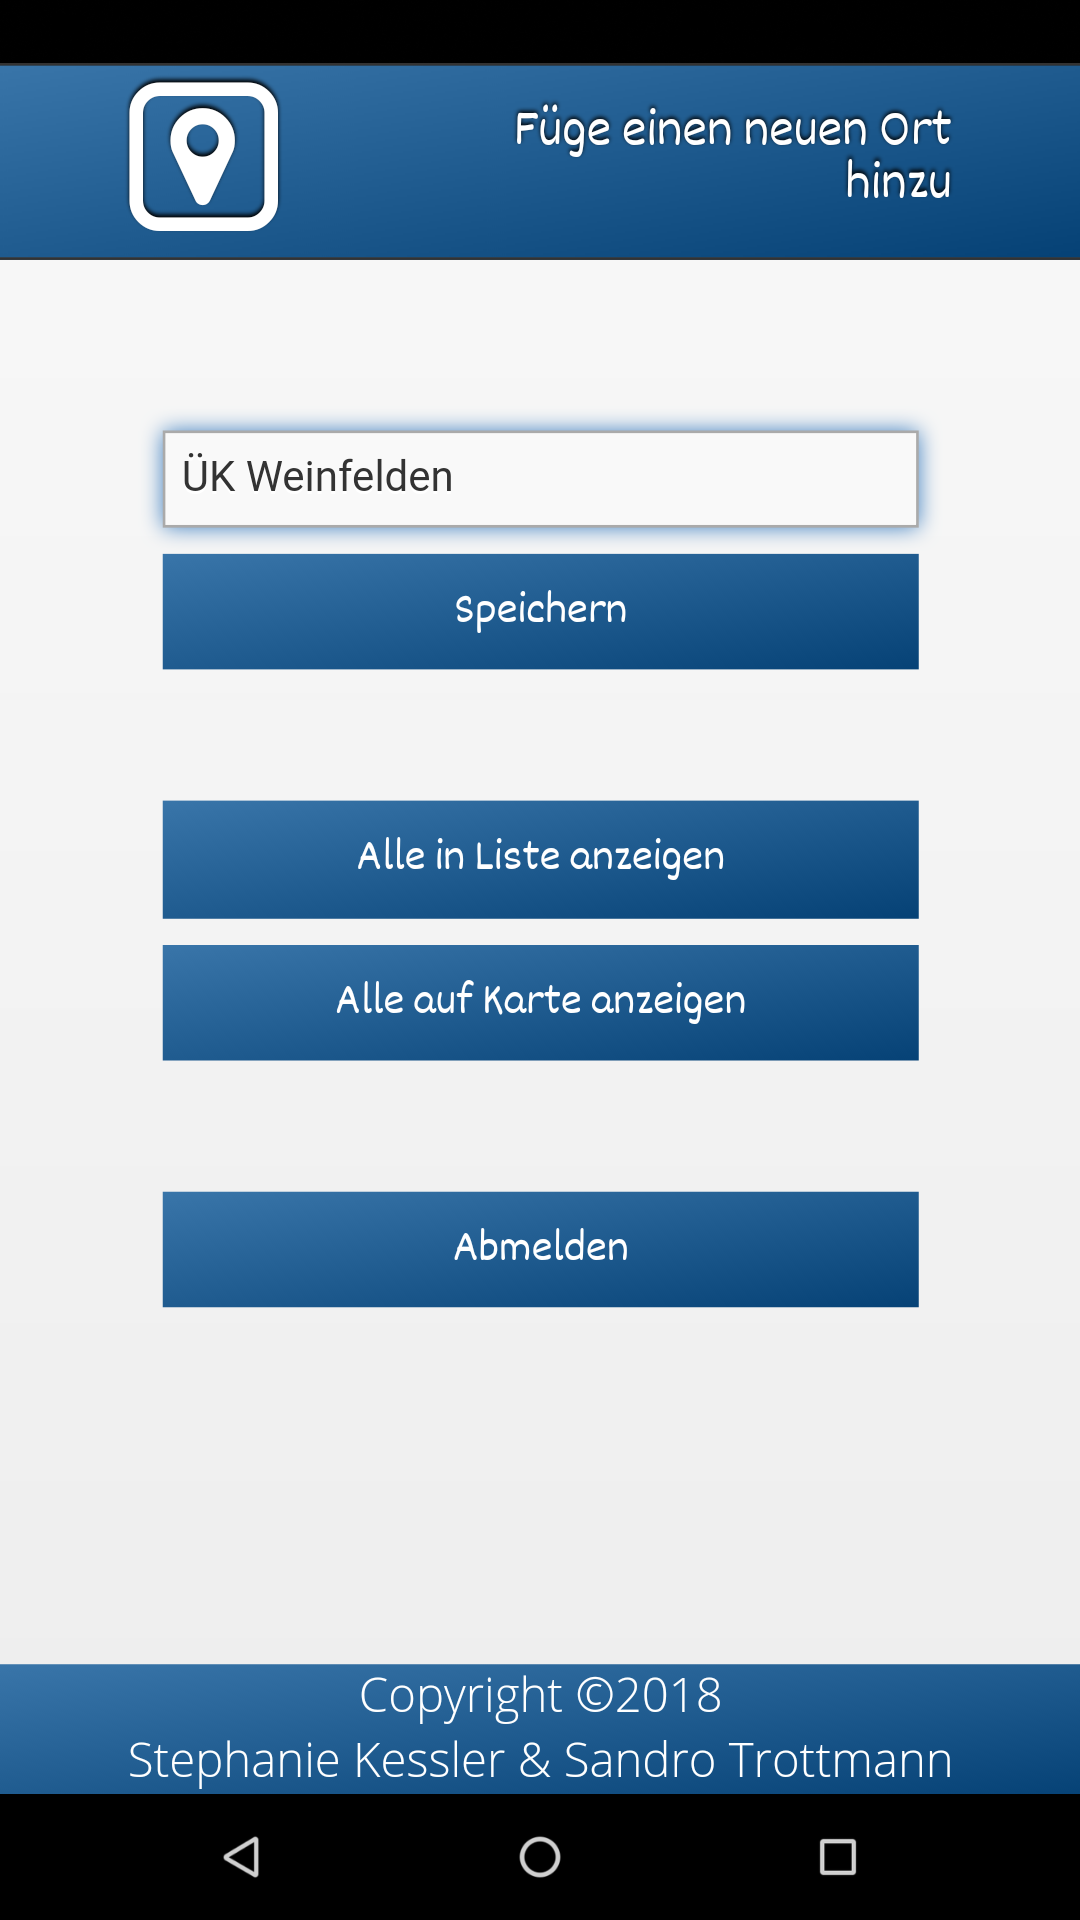 Füge einen neuen Ort
hinzu
ÜK Weinfelden
Speichern
Alle in Liste anzeigen
Alle auf Karte anzeigen
Abmelden
Copyright ©2018
Stephanie Kessler & Sandro Trottmann